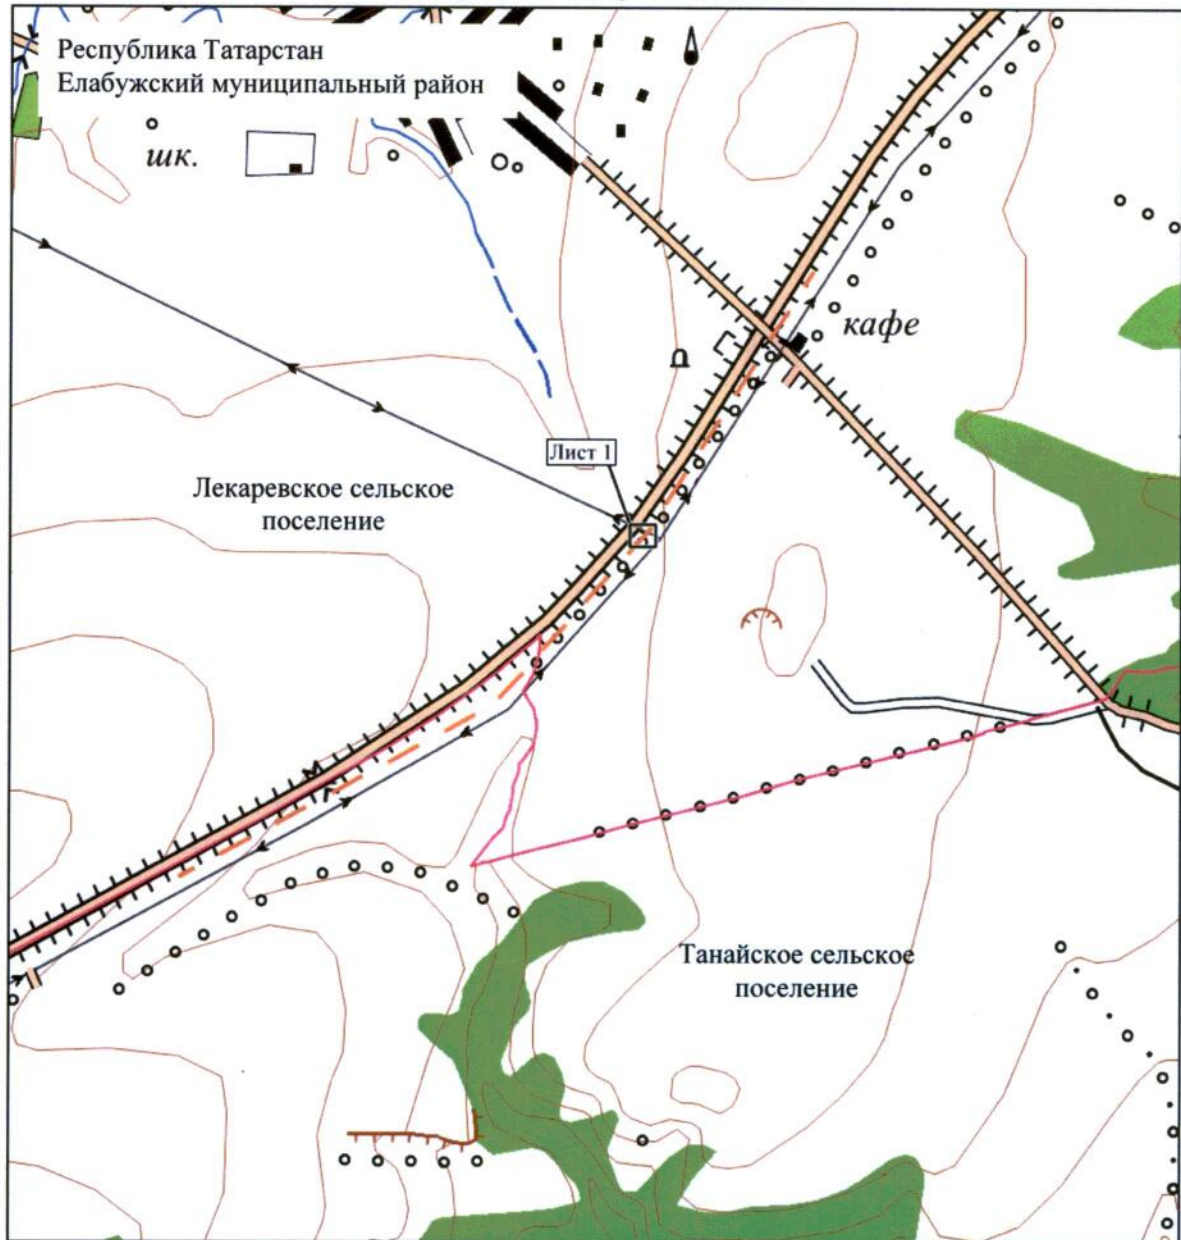 Республика Татарстан
Елабужский муниципальный район
шк.
кафе
Лист 1
Лекаревское сельское
поселение
Танайское сельское
поселение